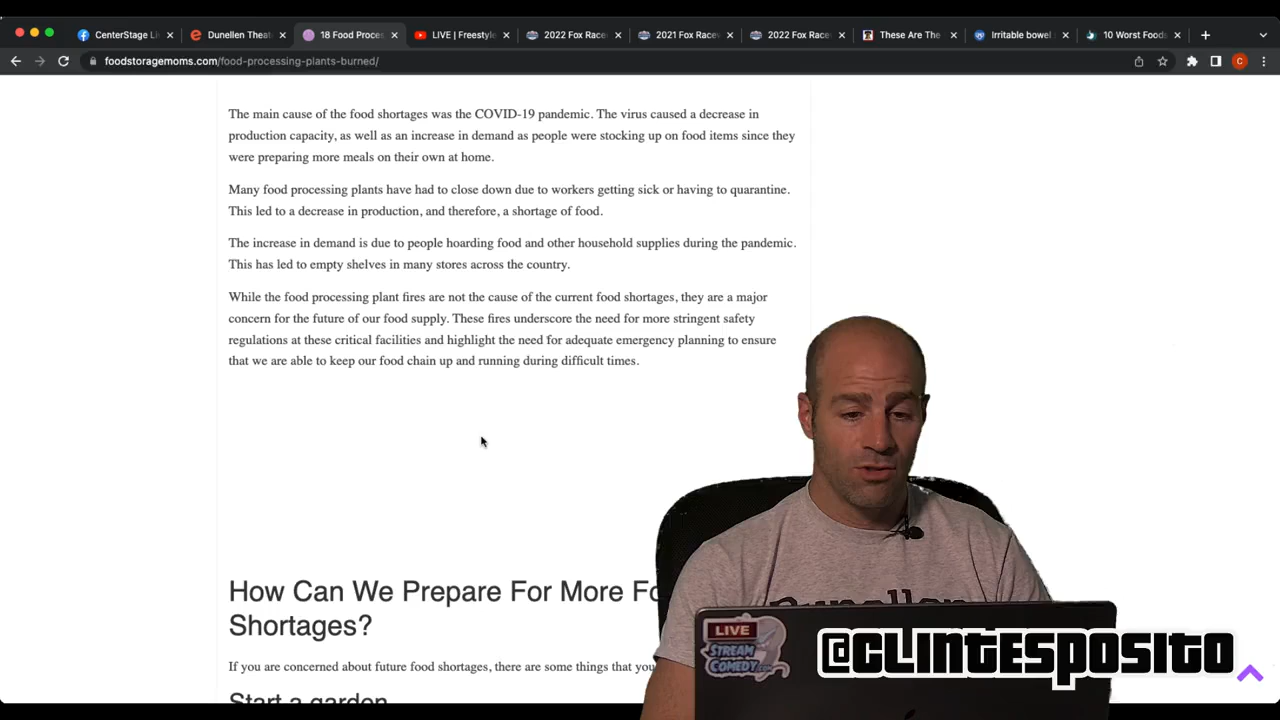 CenterStage Li
Dunellen Theat
18 Food Proces
LIVE | Freestyle
2022 Fox Race
2021 Fox Race
2022 Fox Race
These Are The
Irritable bowel
10 Worst Foods
foodstoragemoms.com/food-processing-plants-burned/
C
The main cause of the food shortages was the COVID-19 pandemic. The virus caused a decrease in
production capacity, as well as an increase in demand as people were stocking up on food items since they
were preparing more meals on their own at home.
Many food processing plants have had to close down due to workers getting sick or having to quarantine.
This led to a decrease in production, and therefore, a shortage of food.
The increase in demand is due to people hoarding food and other household supplies during the pandemic.
This has led to empty shelves in many stores across the country.
While the food processing plant fires are not the cause of the current food shortages, they are a major
concern for the future of our food supply. These fires underscore the need for more stringent safety
regulations at these critical facilities and highlight the need for adequate emergency planning to ensure
that we are able to keep our food chain up and running during difficult times.
How Can We Prepare For More Fo
Shortages?
If you are concerned about future food shortages, there are some things that you
Start a garden
Dunellen
LIVE
STREAM
COMEDY.COM
@CLINTESPOSITO